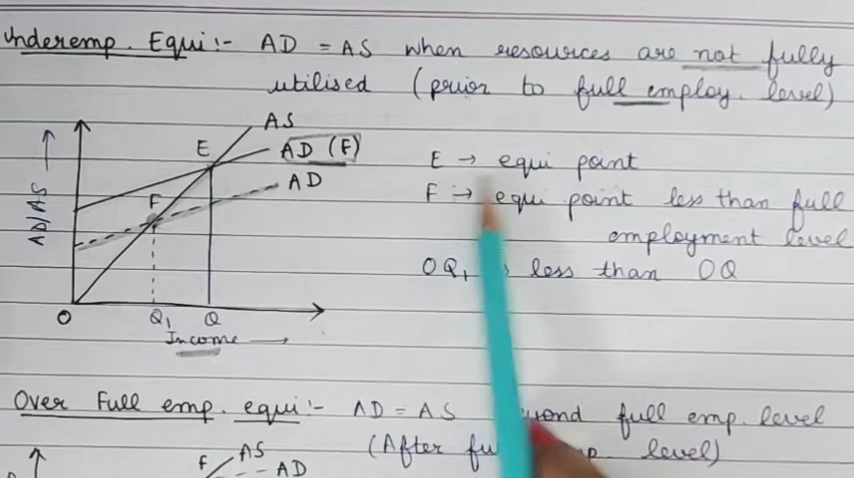 Underemp. Equi:- AD = AS when resources are not fully
utilised (prior to full employ. level)
AS
E
AD (F)
AD
F
AD/AS
O
Q₁
Q
Income
E → equi point
F → equi point less than full
employment level
OQ₁ less than OQ
Over Full emp. equi:- AD = AS full emp. level
(After level)
F
AS
AD